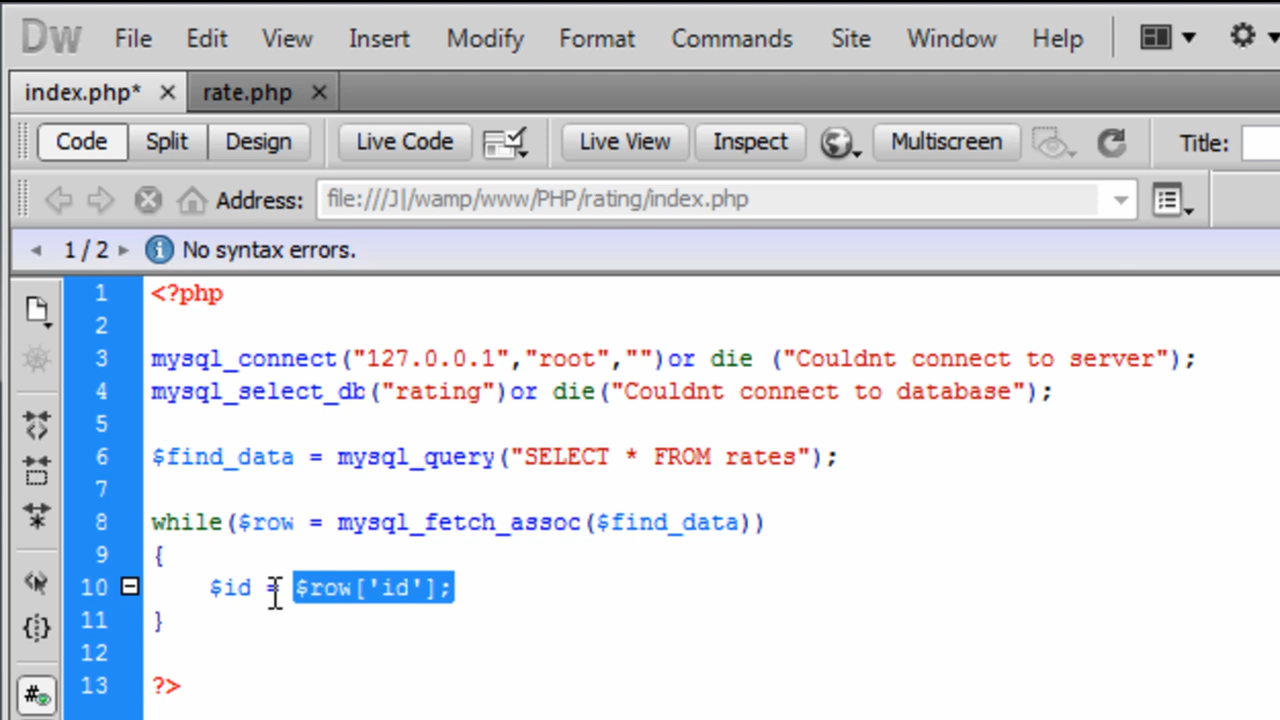 Dw File Edit View Insert Modify Format Commands Site Window Help
index.php* rate.php
Code Split Design Live Code Live View Inspect Multiscreen Title:
Address: file:///J|/wamp/www/PHP/rating/index.php
1 / 2 No syntax errors.
1 <?php
2
3 mysql_connect("127.0.0.1","root","")or die ("Couldnt connect to server");
4 mysql_select_db("rating")or die("Couldnt connect to database");
5
6 $find_data = mysql_query("SELECT * FROM rates");
7
8 while($row = mysql_fetch_assoc($find_data))
9 {
10 $id = $row['id'];
11 }
12
13 ?>